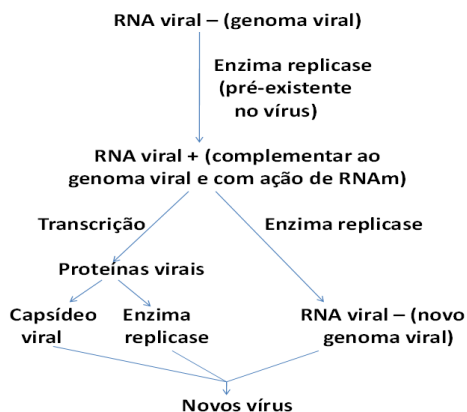 RNA viral – (genoma viral)
Enzima replicase
(pré-existente
no vírus)
RNA viral + (complementar ao
genoma viral e com ação de RNAm)
Transcrição
Enzima replicase
Proteínas virais
Capsídeo
viral
Enzima
replicase
RNA viral – (novo
genoma viral)
Novos vírus